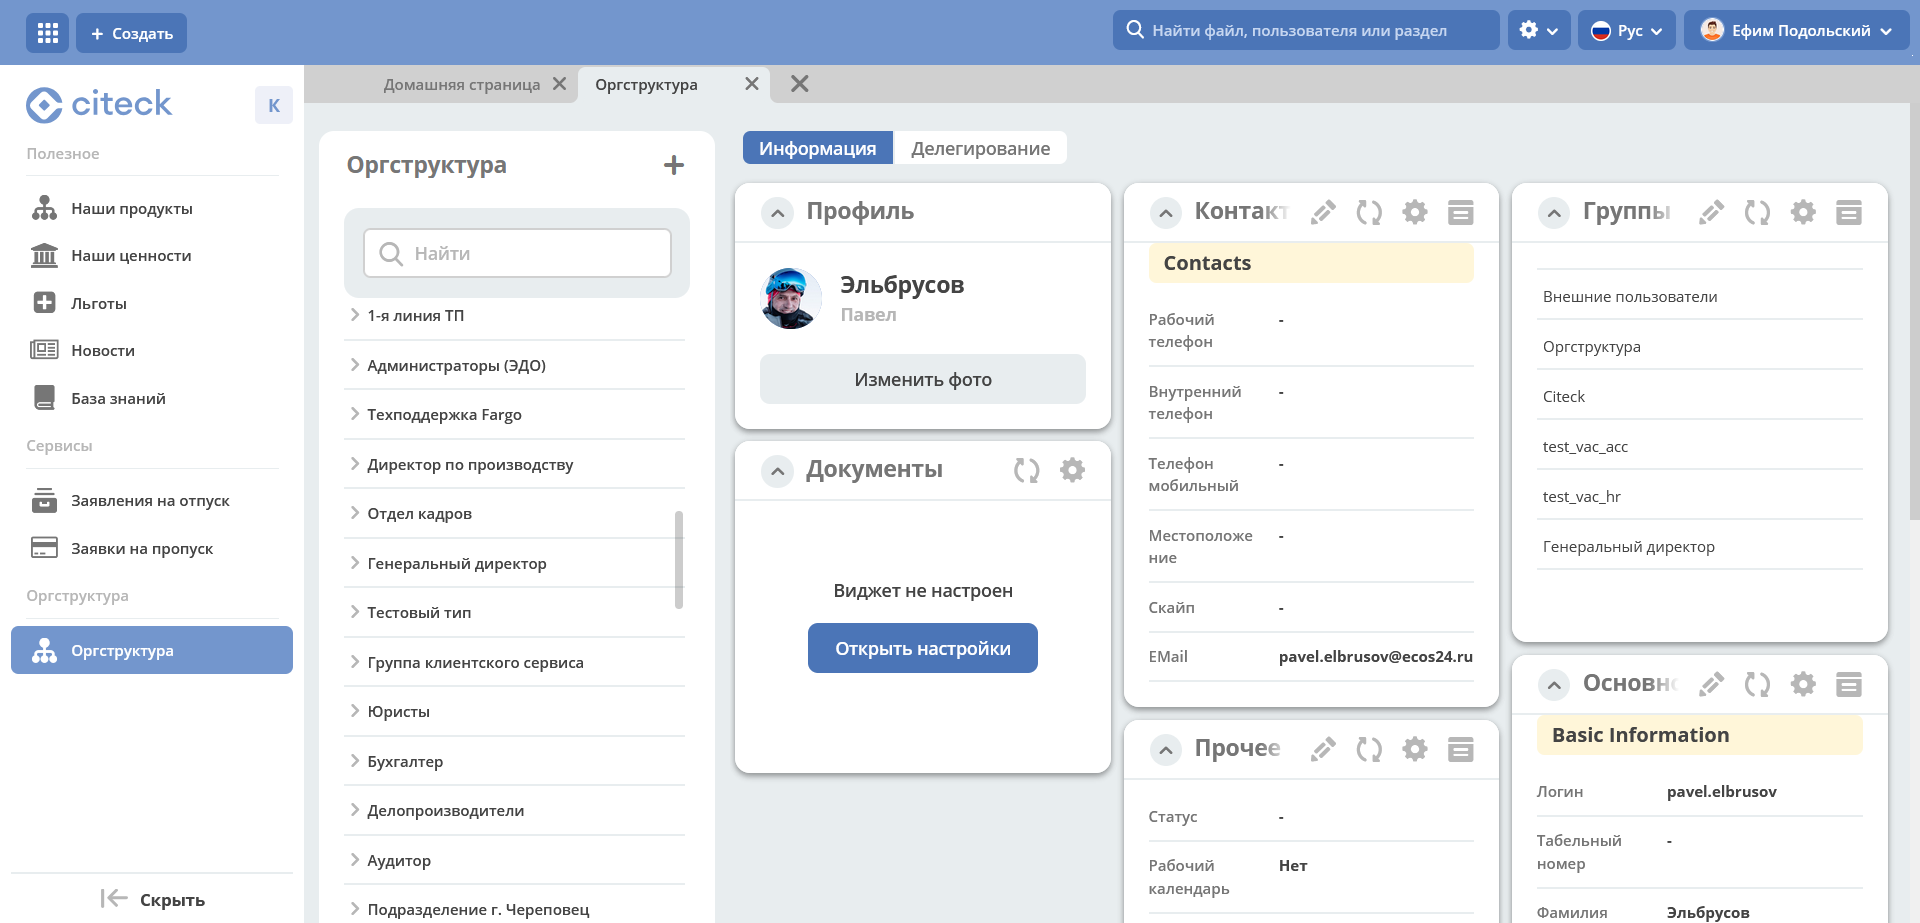 + Создать
Найти файл, пользователя или раздел
Рус
Ефим Подольский
citeck
К
Полезное
Наши продукты
Наши ценности
Льготы
Новости
База знаний
Сервисы
Заявления на отпуск
Заявки на пропуск
Оргструктура
Оргструктура
Скрыть
Домашняя страница
Оргструктура
Оргструктура
Найти
1-я линия ТП
Администраторы (ЭДО)
Техподдержка Fargo
Директор по производству
Отдел кадров
Генеральный директор
Тестовый тип
Группа клиентского сервиса
Юристы
Бухгалтер
Делопроизводители
Аудитор
Подразделение г. Череповец
Информация
Делегирование
Профиль
Эльбрусов
Павел
Изменить фото
Документы
Виджет не настроен
Открыть настройки
Контакт
Contacts
Рабочий -
телефон
Внутренний -
телефон
Телефон -
мобильный
Местоположе -
ние
Скайп -
EMail pavel.elbrusov@ecos24.ru
Прочее
Статус -
Рабочий Нет
календарь
Группы
Внешние пользователи
Оргструктура
Citeck
test_vac_acc
test_vac_hr
Генеральный директор
Основно
Basic Information
Логин pavel.elbrusov
Табельный -
номер
Фамилия Эльбрусов